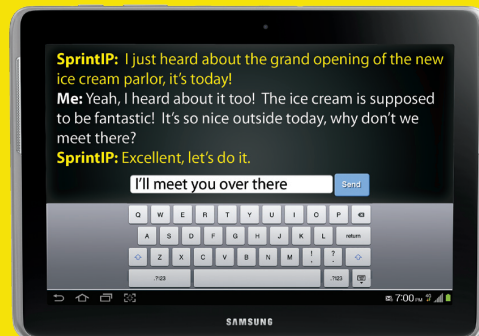 SprintIP: I just heard about the grand opening of the new
ice cream parlor, it's today!
Me: Yeah, I heard about it too!  The ice cream is supposed
to be fantastic!  It's so nice outside today, why don't we
meet there?
SprintIP: Excellent, let's do it.
I'll meet you over there Send
Q W E R T Y U I O P
A S D F G H J K L return
Z X C V B N M ! , ? .
.?123 .?123
7:00 PM
SAMSUNG